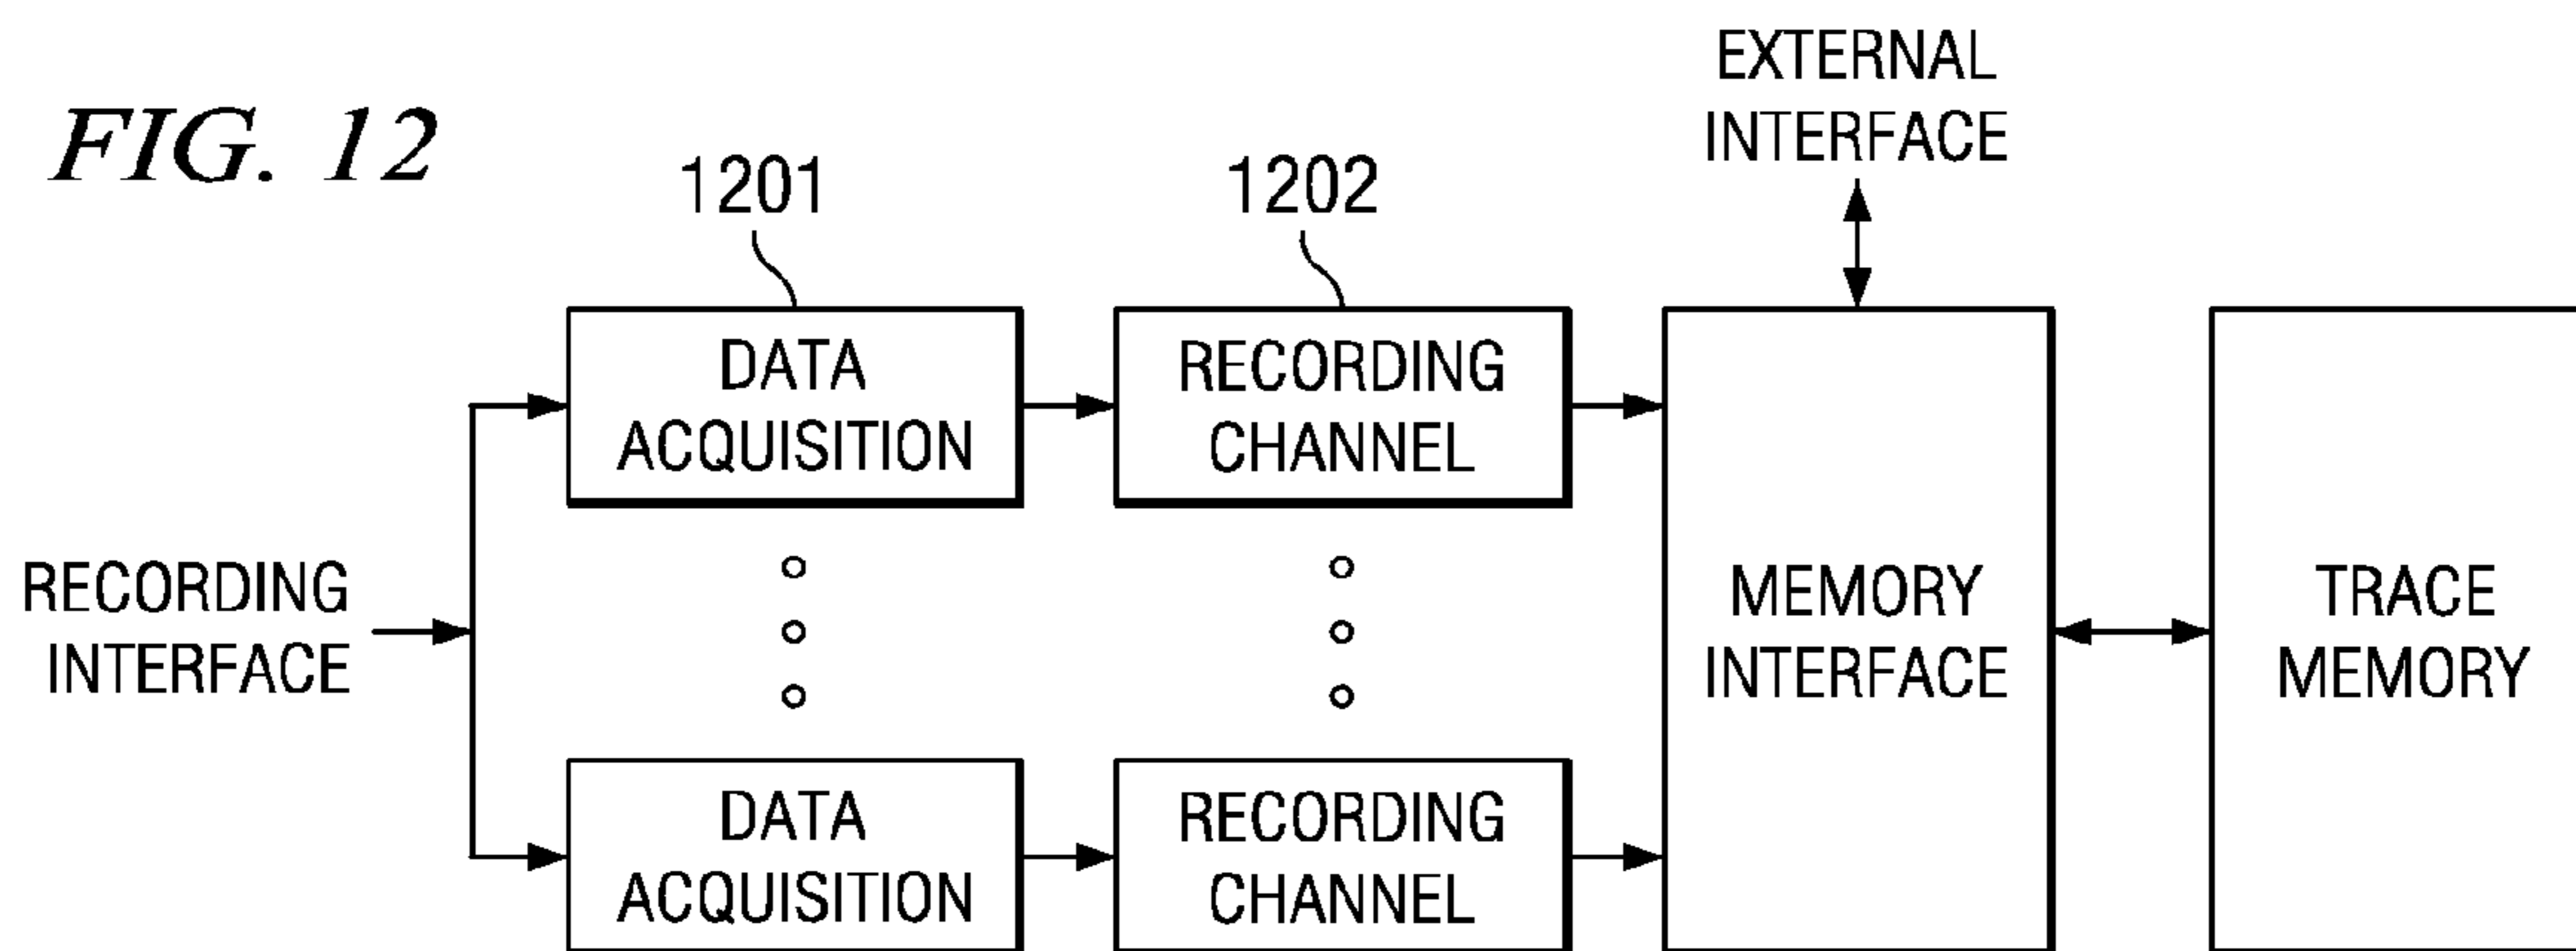 FIG. 12
EXTERNAL
INTERFACE
1201
1202
DATA
ACQUISITION
RECORDING
CHANNEL
RECORDING
INTERFACE
MEMORY
INTERFACE
TRACE
MEMORY
DATA
ACQUISITION
RECORDING
CHANNEL